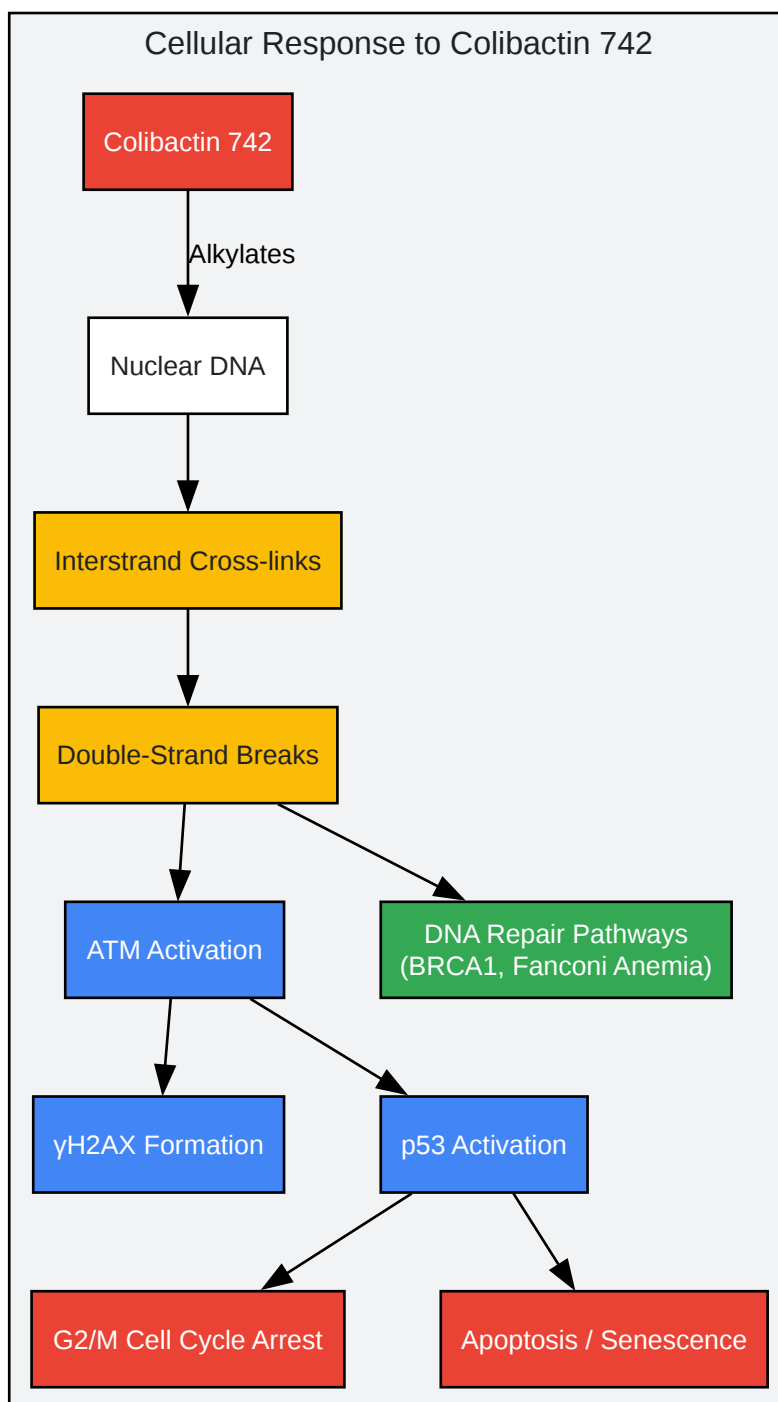 Cellular Response to Colibactin 742
Colibactin 742
Alkylates
Nuclear DNA
Interstrand Cross-links
Double-Strand Breaks
ATM Activation
DNA Repair Pathways
(BRCA1, Fanconi Anemia)
γH2AX Formation
p53 Activation
G2/M Cell Cycle Arrest
Apoptosis / Senescence